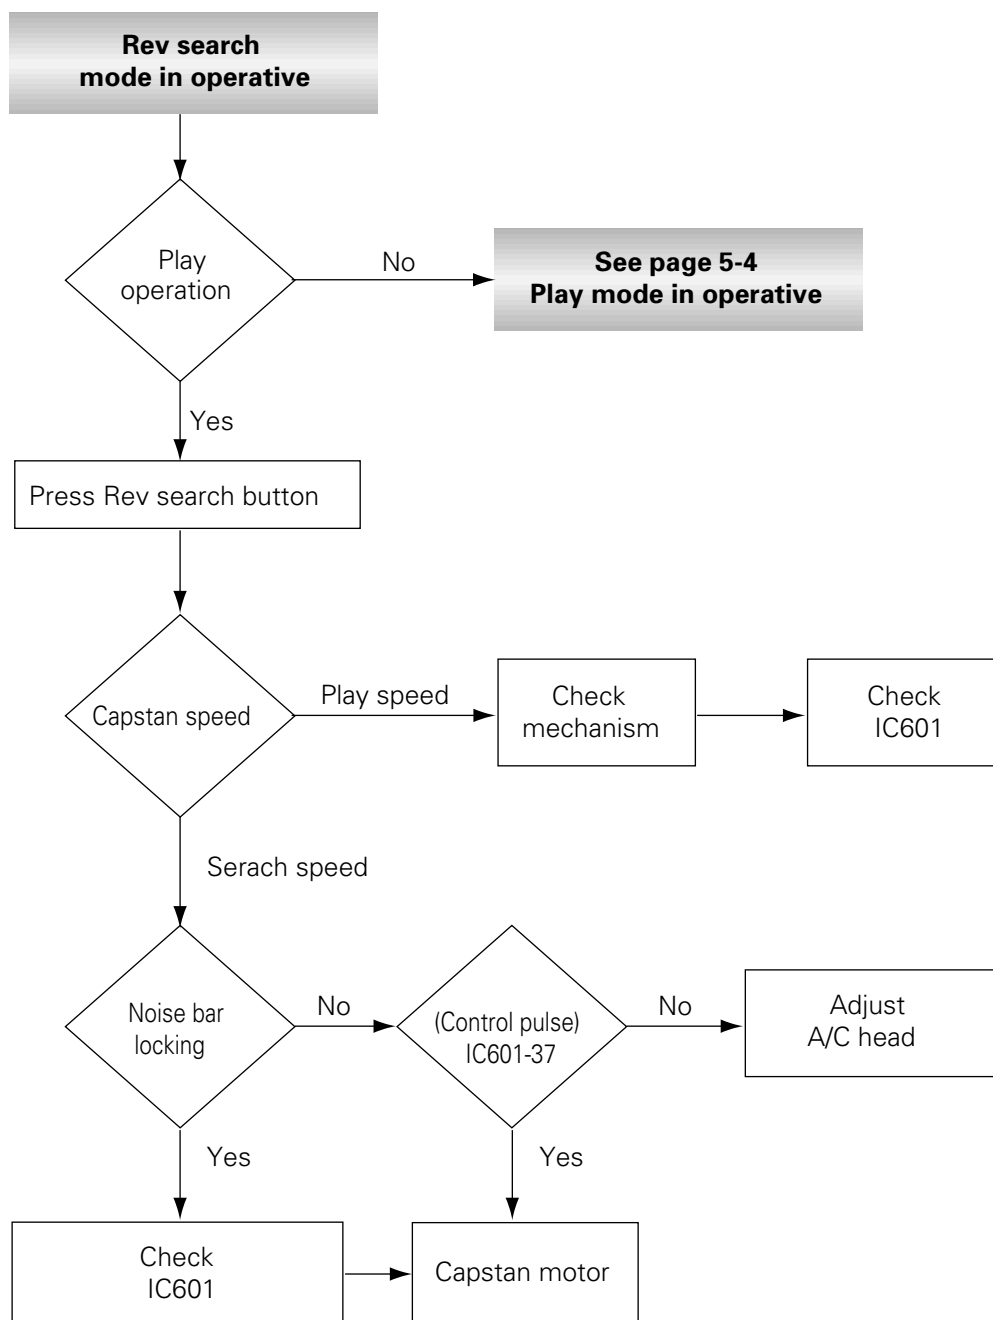 Rev search
mode in operative
Play
operation
No
See page 5-4
Play mode in operative
Yes
Press Rev search button
Capstan speed
Play speed
Check
mechanism
Check
IC601
Serach speed
Noise bar
locking
No
(Control pulse)
IC601-37
No
Adjust
A/C head
Yes
Yes
Check
IC601
Capstan motor